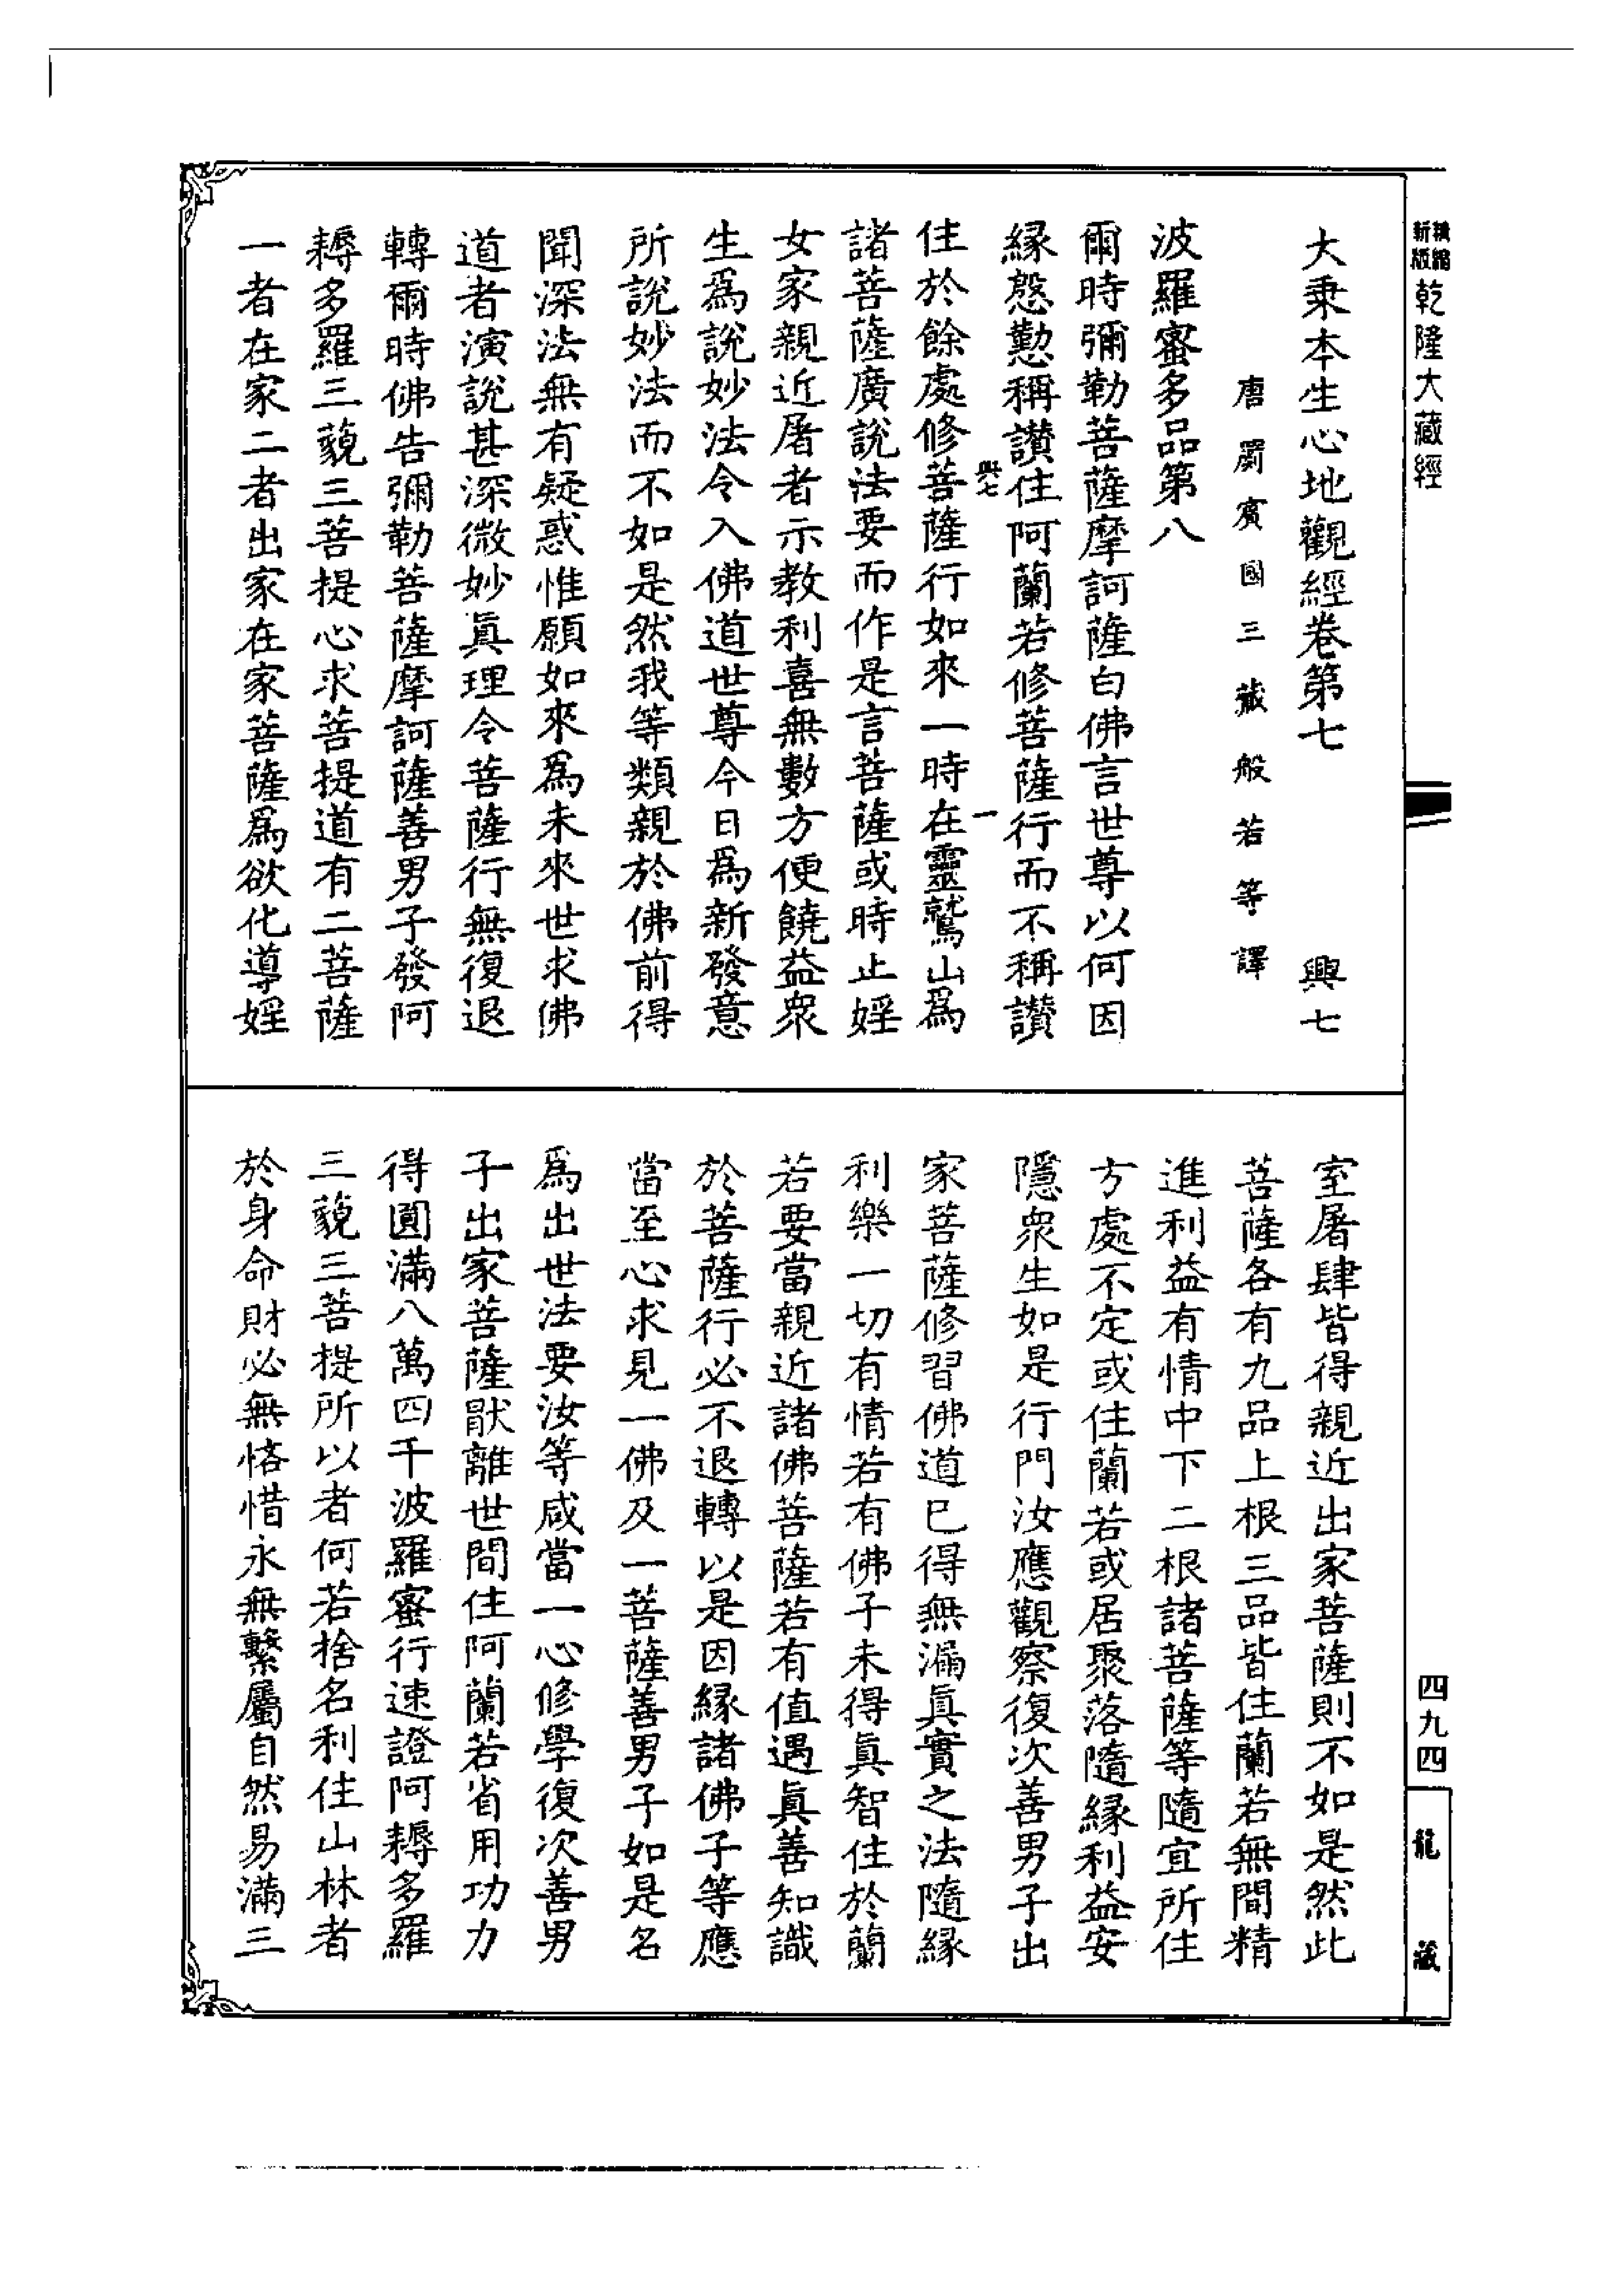 精縮新版乾隆大藏經
大乘本生心地觀經卷第七 興七
唐罽賓國三藏般若等譯
波羅蜜多品第八
爾時彌勒菩薩摩訶薩白佛言世尊以何因
緣慇懃稱讚住阿蘭若修菩薩行而不稱讚
興七 一
住於餘處修菩薩行如來一時在靈鷲山爲
諸菩薩廣說法要而作是言菩薩或時止婬
女家親近屠者示教利喜無數方便饒益衆
生爲說妙法令入佛道世尊今日爲新發意
所說妙法而不如是然我等類親於佛前得
聞深法無有疑惑惟願如來爲未來世求佛
道者演說甚深微妙眞理令菩薩行無復退
轉爾時佛告彌勒菩薩摩訶薩善男子發阿
耨多羅三藐三菩提心求菩提道有二菩薩
一者在家二者出家在家菩薩爲欲化導婬
室屠肆皆得親近出家菩薩則不如是然此
菩薩各有九品上根三品皆住蘭若無間精
進利益有情中下二根諸菩薩等隨宜所住
方處不定或住蘭若或居聚落隨緣利益安
隱衆生如是行門汝應觀察復次善男子出
家菩薩修習佛道已得無漏眞實之法隨緣
利樂一切有情若有佛子未得眞智住於蘭
若要當親近諸佛菩薩若有值遇眞善知識
於菩薩行必不退轉以是因緣諸佛子等應
當至心求見一佛及一菩薩善男子如是名
爲出世法要汝等咸當一心修學復次善男
子出家菩薩猒離世間住阿蘭若省用功力
得圓滿八萬四千波羅蜜行速證阿耨多羅
三藐三菩提所以者何若捨名利住山林者
於身命財必無悋惜永無繫屬自然易滿三
四九四
龍藏